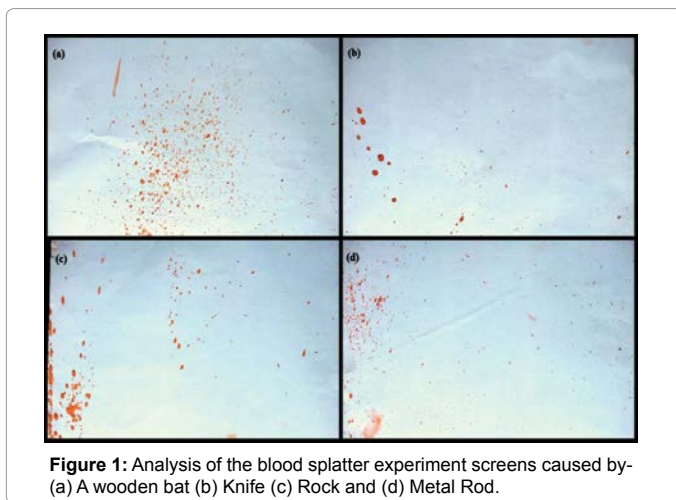 (a)
(b)
(c)
(d)
Figure 1: Analysis of the blood splatter experiment screens caused by-
(a) A wooden bat (b) Knife (c) Rock and (d) Metal Rod.